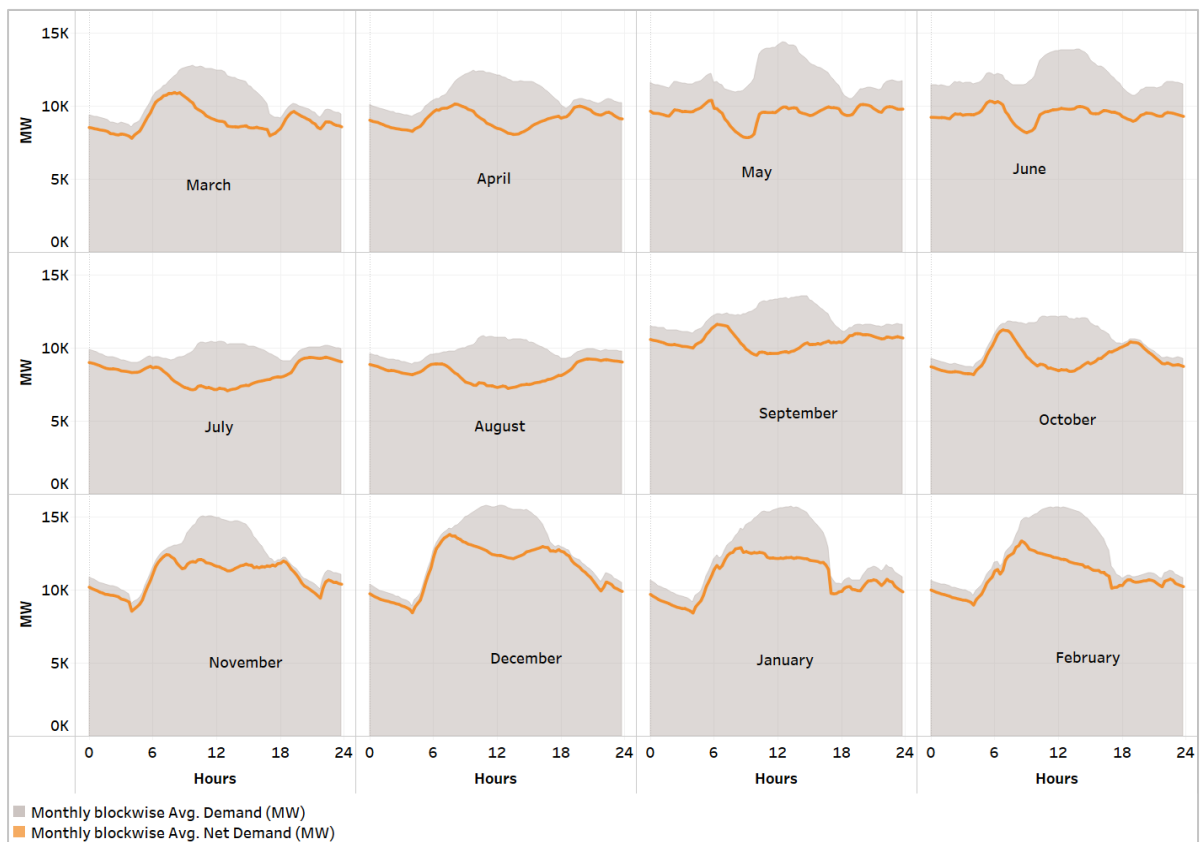 15K
10K
5K
0K
MW
March
April
May
June
15K
10K
5K
0K
MW
July
August
September
October
15K
10K
5K
0K
MW
November
December
January
February
0 6 12 18 24 0 6 12 18 24 0 6 12 18 24 0 6 12 18 24
Hours Hours Hours Hours
Monthly blockwise Avg. Demand (MW)
Monthly blockwise Avg. Net Demand (MW)